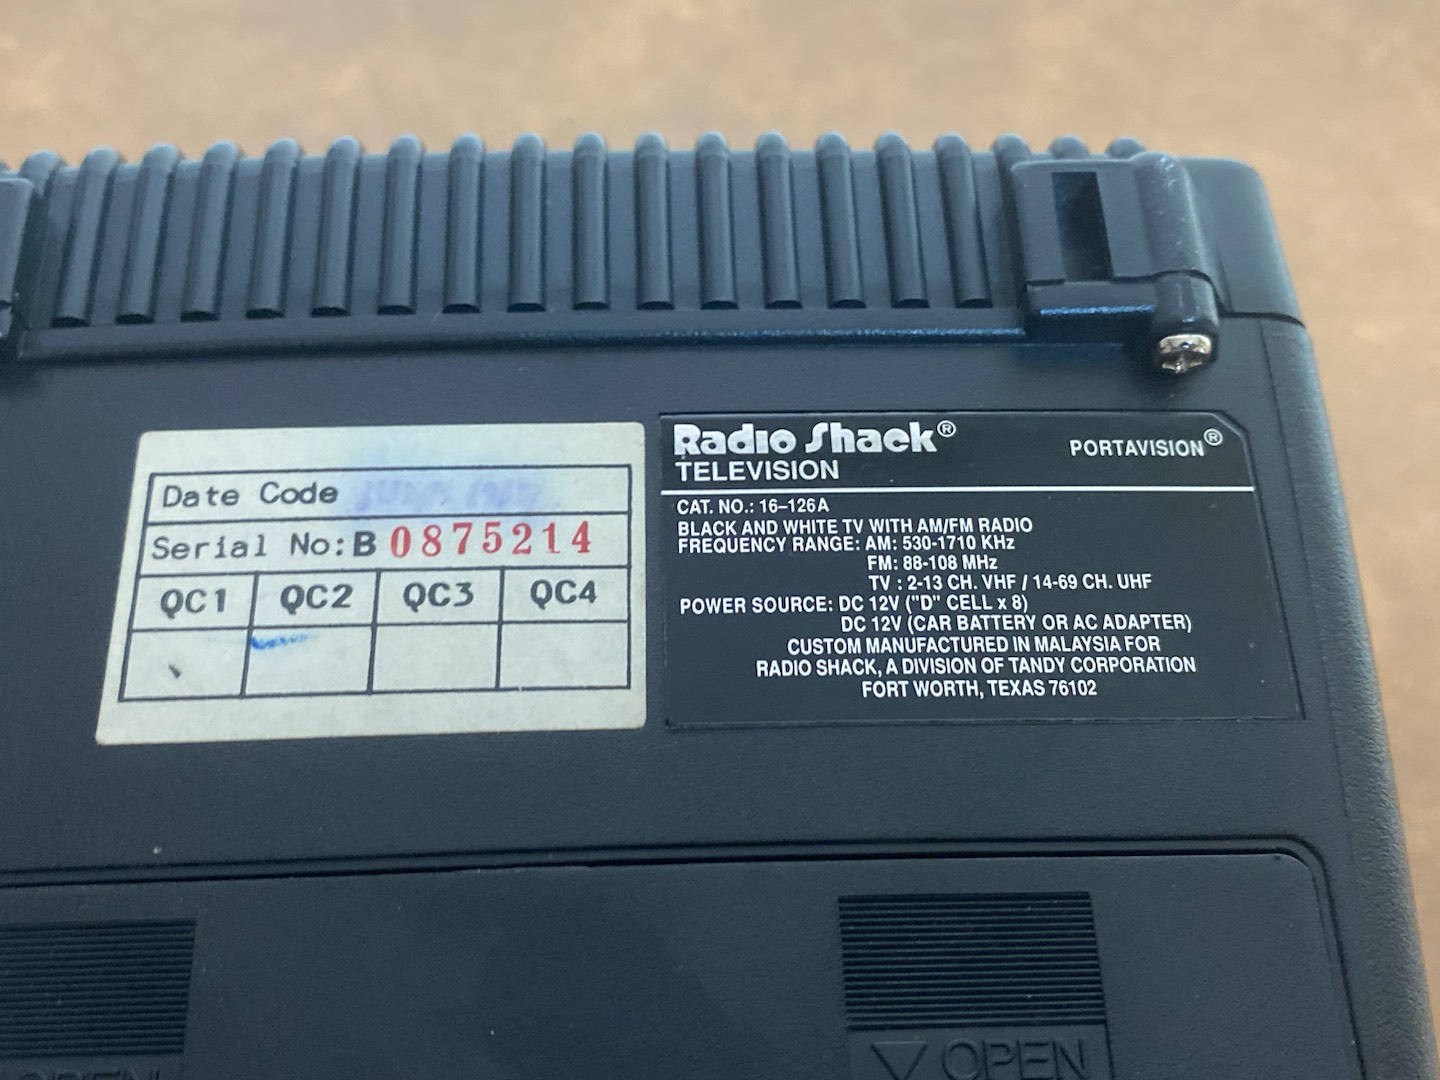 Date Code
Serial No: B 0875214
QC1 QC2 QC3 QC4
Radio Shack® PORTAVISION®
TELEVISION
CAT. NO.: 16-126A
BLACK AND WHITE TV WITH AM/FM RADIO
FREQUENCY RANGE: AM: 530-1710 KHz
FM: 88-108 MHz
TV : 2-13 CH. VHF / 14-69 CH. UHF
POWER SOURCE: DC 12V ("D" CELL x 8)
DC 12V (CAR BATTERY OR AC ADAPTER)
CUSTOM MANUFACTURED IN MALAYSIA FOR
RADIO SHACK, A DIVISION OF TANDY CORPORATION
FORT WORTH, TEXAS 76102
OPEN OPEN